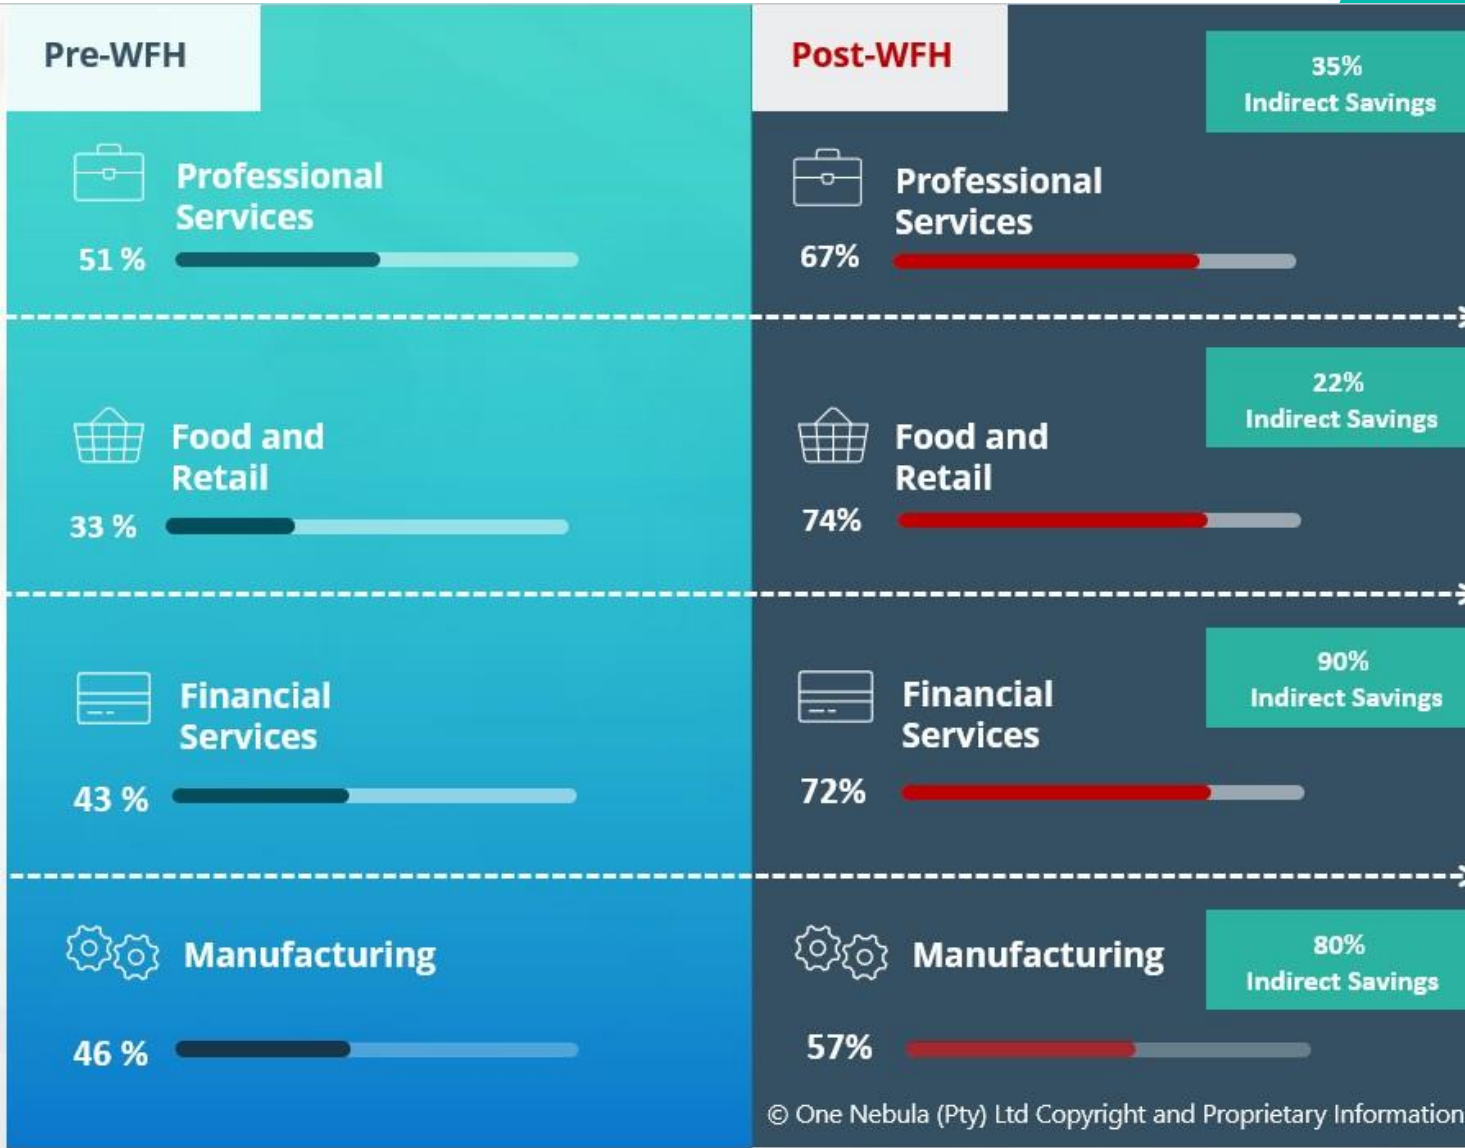 Pre-WFH
Professional
Services
51 %
Food and
Retail
33 %
Financial
Services
43 %
Manufacturing
46 %
Post-WFH
35%
Indirect Savings
Professional
Services
67%
22%
Indirect Savings
Food and
Retail
74%
90%
Indirect Savings
Financial
Services
72%
80%
Indirect Savings
Manufacturing
57%
© One Nebula (Pty) Ltd Copyright and Proprietary Information